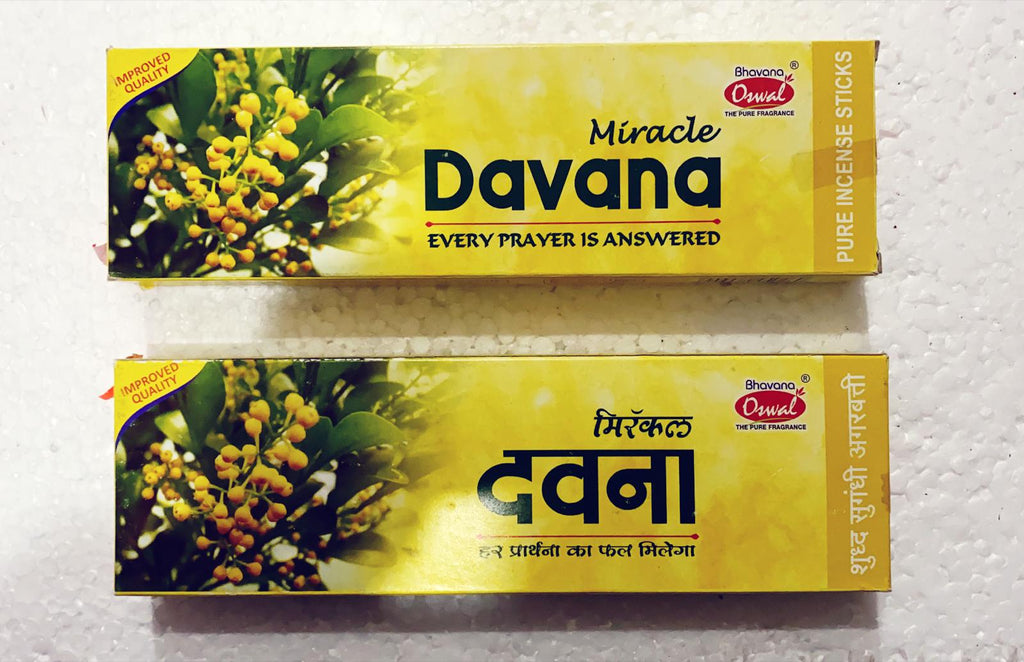 IMPROVED
QUALITY
Bhavana ®
Oswal
THE PURE FRAGRANCE
Miracle
Davana
EVERY PRAYER IS ANSWERED
PURE INCENSE STICKS
IMPROVED
QUALITY
Bhavana ®
Oswal
THE PURE FRAGRANCE
मिरॅकल
दवना
हर प्रार्थना का फल मिलेगा
शुध्द सुगंधी अगरबत्ती